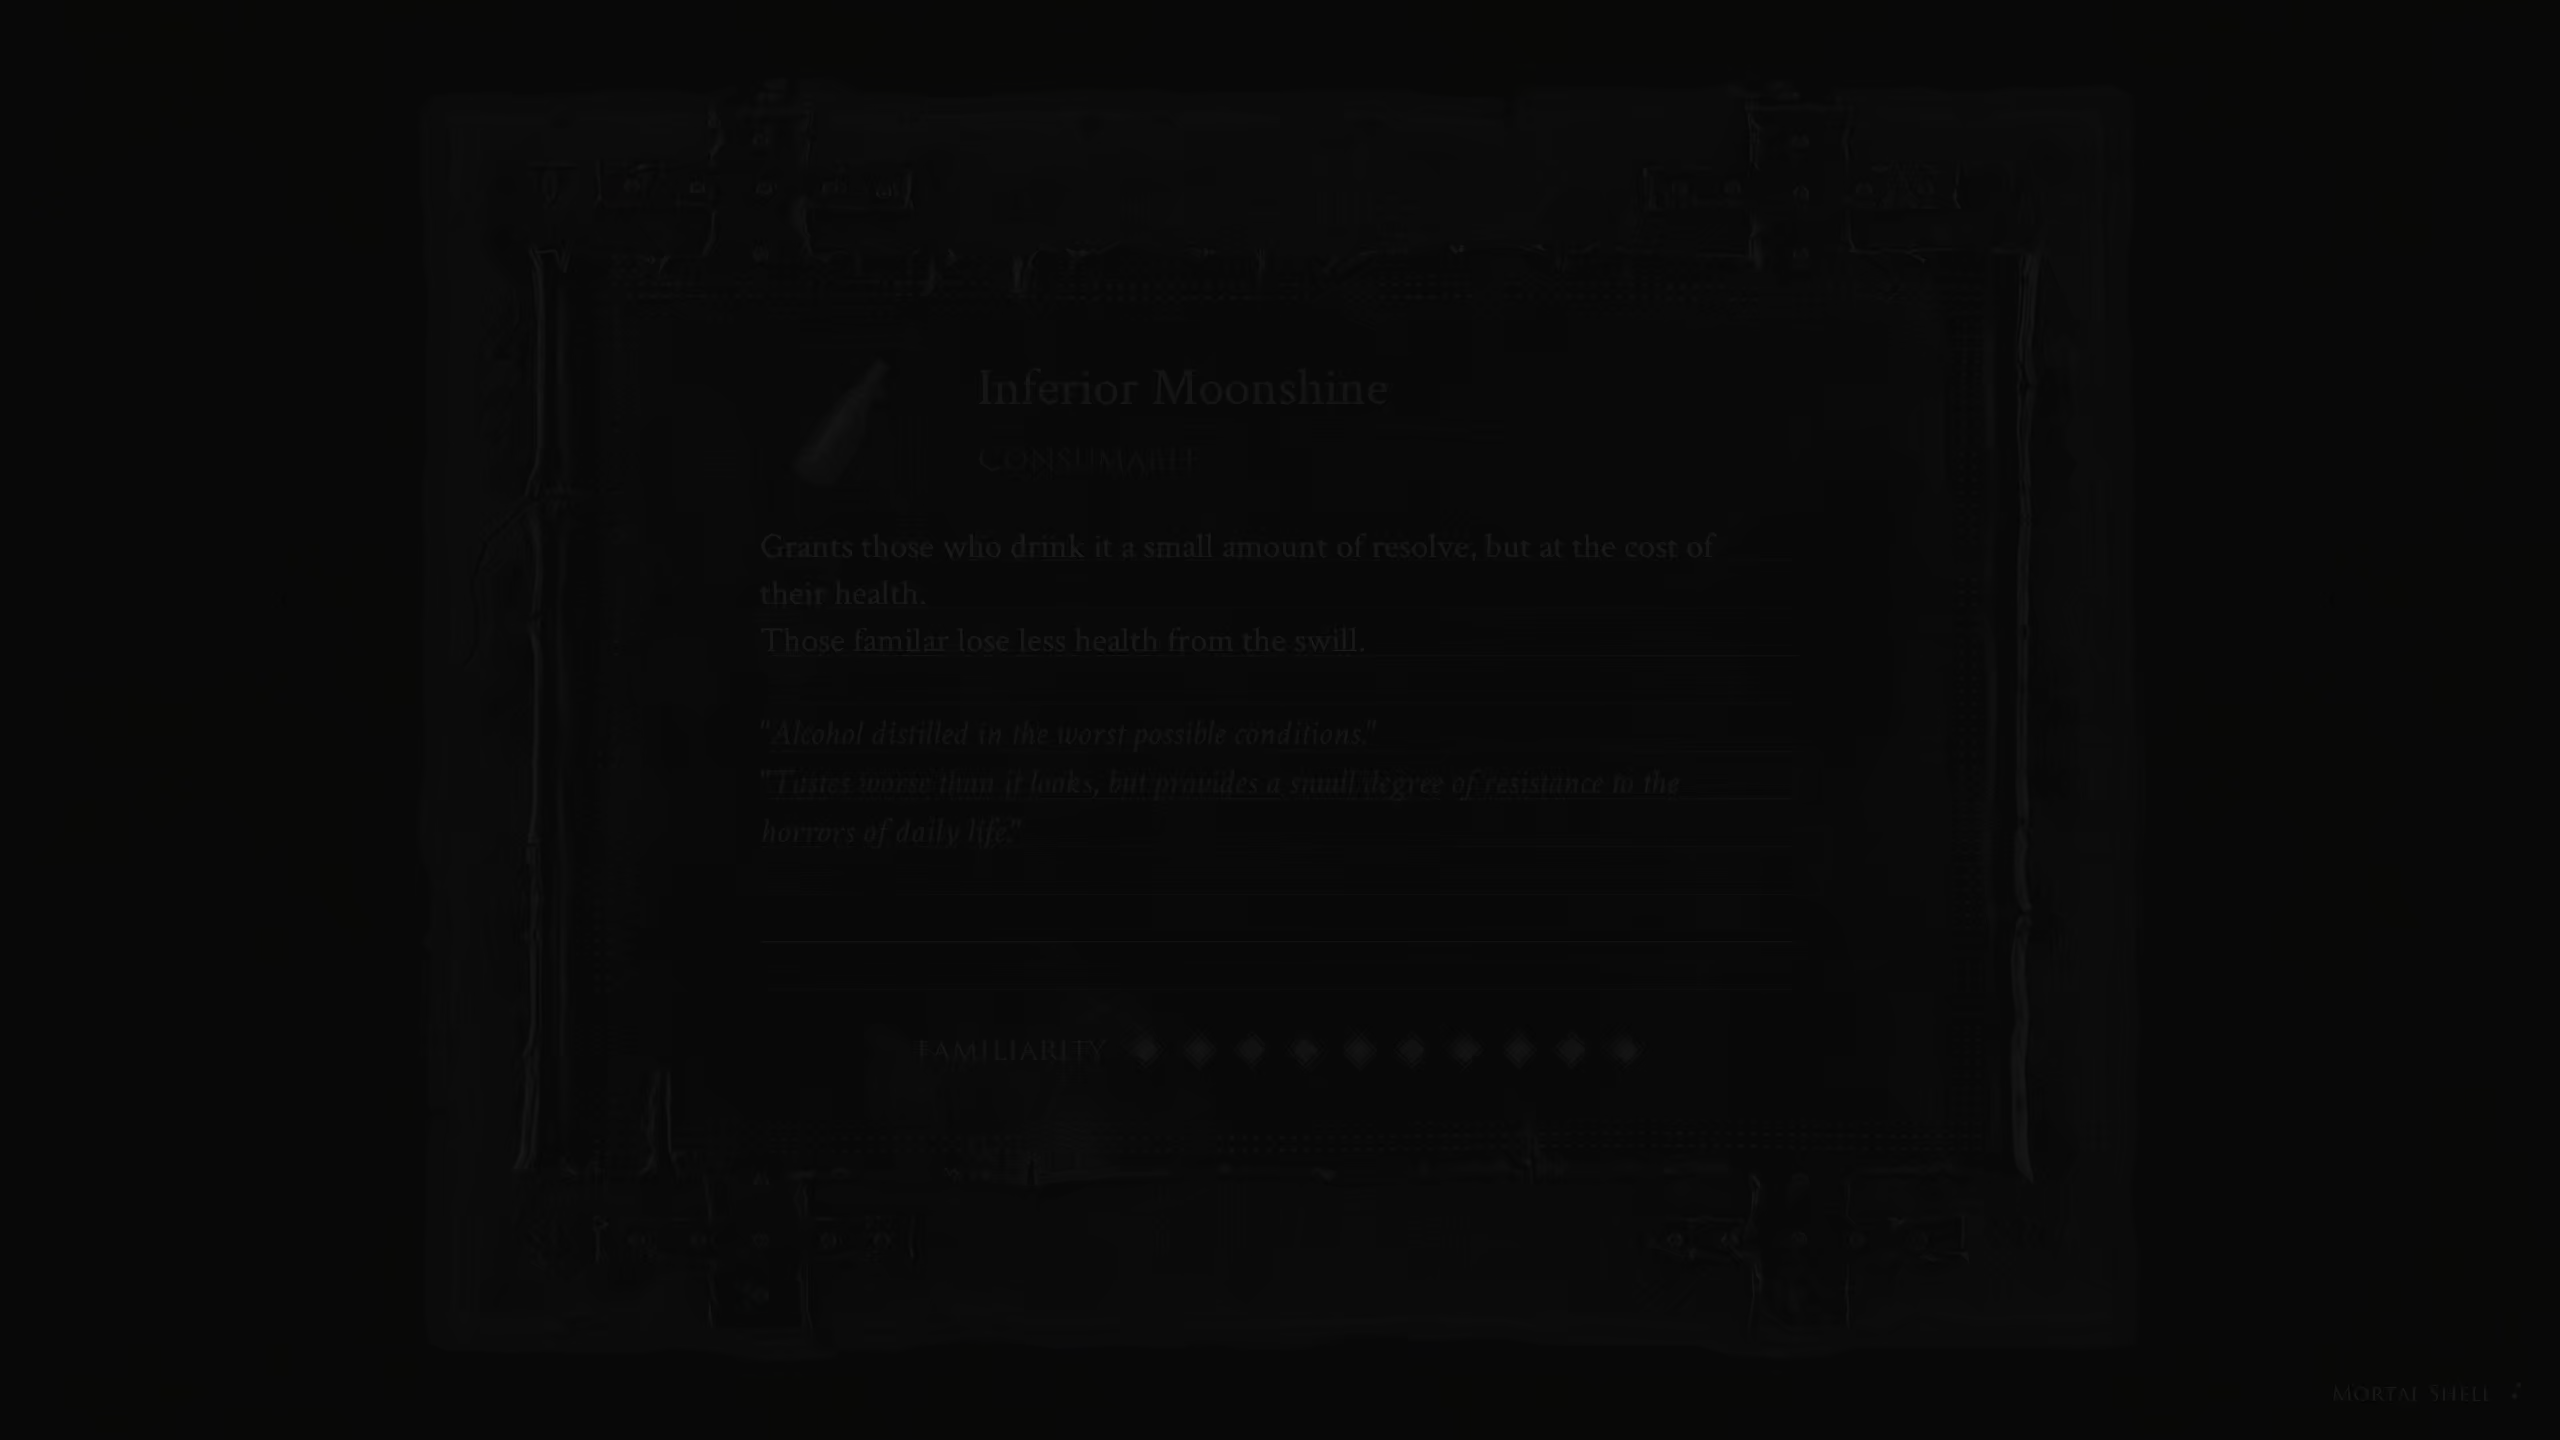 Inferior Moonshine
CONSUMABLE
Grants those who drink it a small amount of resolve, but at the cost of
their health.
Those familar lose less health from the swill.
"Alcohol distilled in the worst possible conditions."
"Tastes worse than it looks, but provides a small degree of resistance to the
horrors of daily life."
FAMILIARITY
MORTAL SHELL